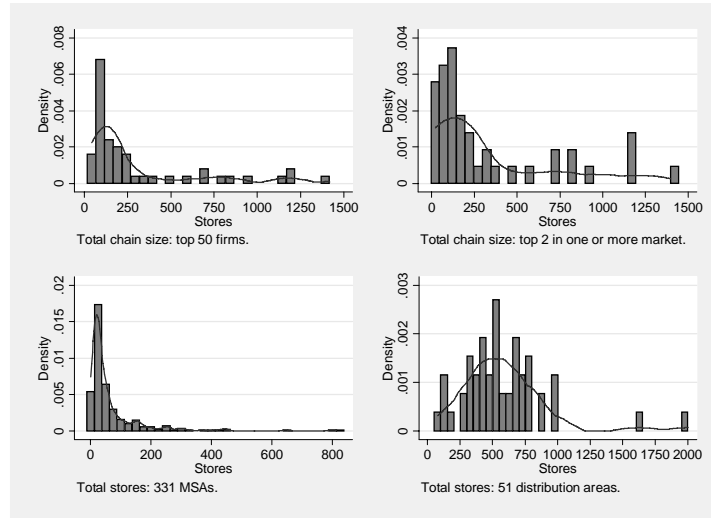 Density
0 .002 .004 .006 .008
0 250 500 750 1000 1250 1500
Stores
Total chain size: top 50 firms.
Density
0 .001 .002 .003 .004
0 250 500 750 1000 1250 1500
Stores
Total chain size: top 2 in one or more market.
Density
0 .005 .01 .015 .02
0 200 400 600 800
Stores
Total stores: 331 MSAs.
Density
0 .001 .002 .003
0 250 500 750 1000 1250 1500 1750 2000
Stores
Total stores: 51 distribution areas.